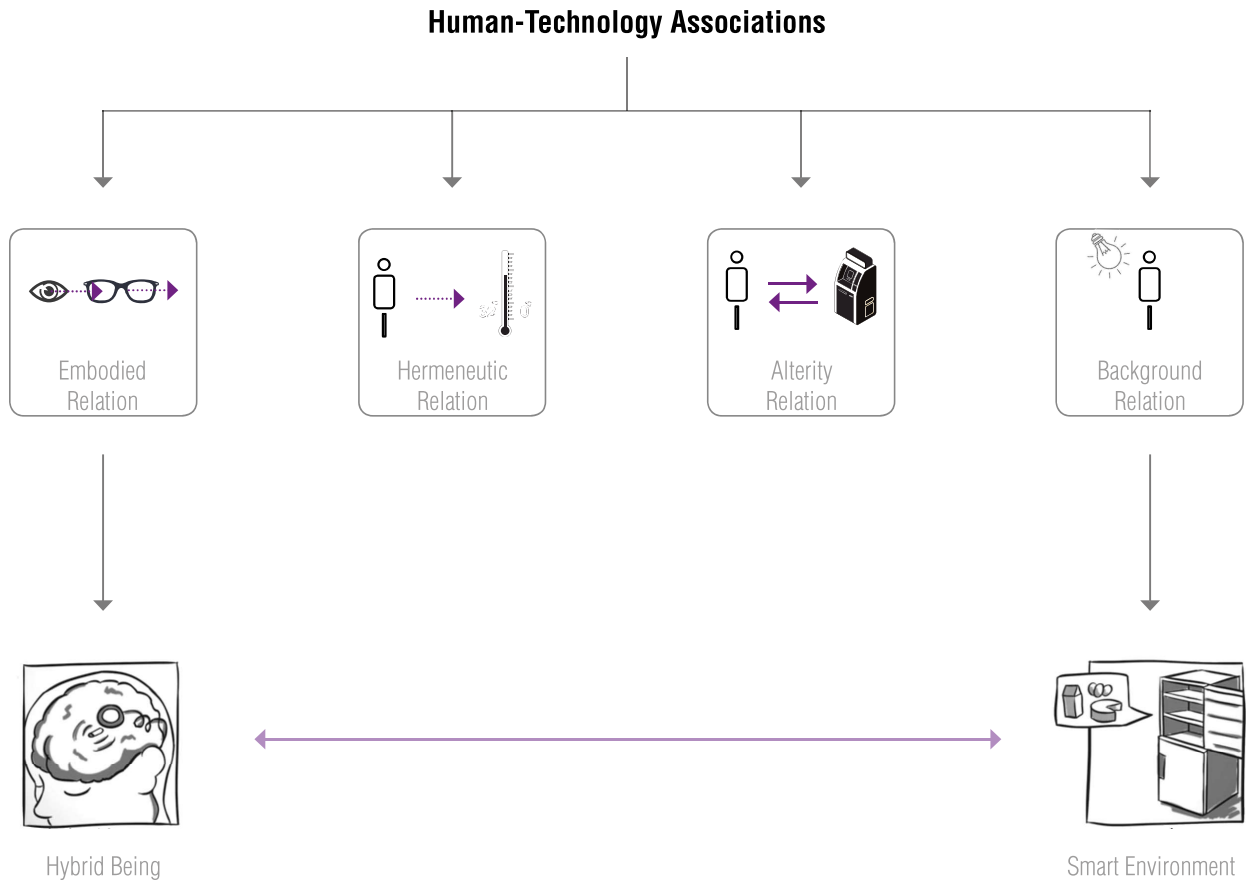 Human-Technology Associations
Embodied
Relation
Hermeneutic
Relation
Alterity
Relation
Background
Relation
Hybrid Being
Smart Environment